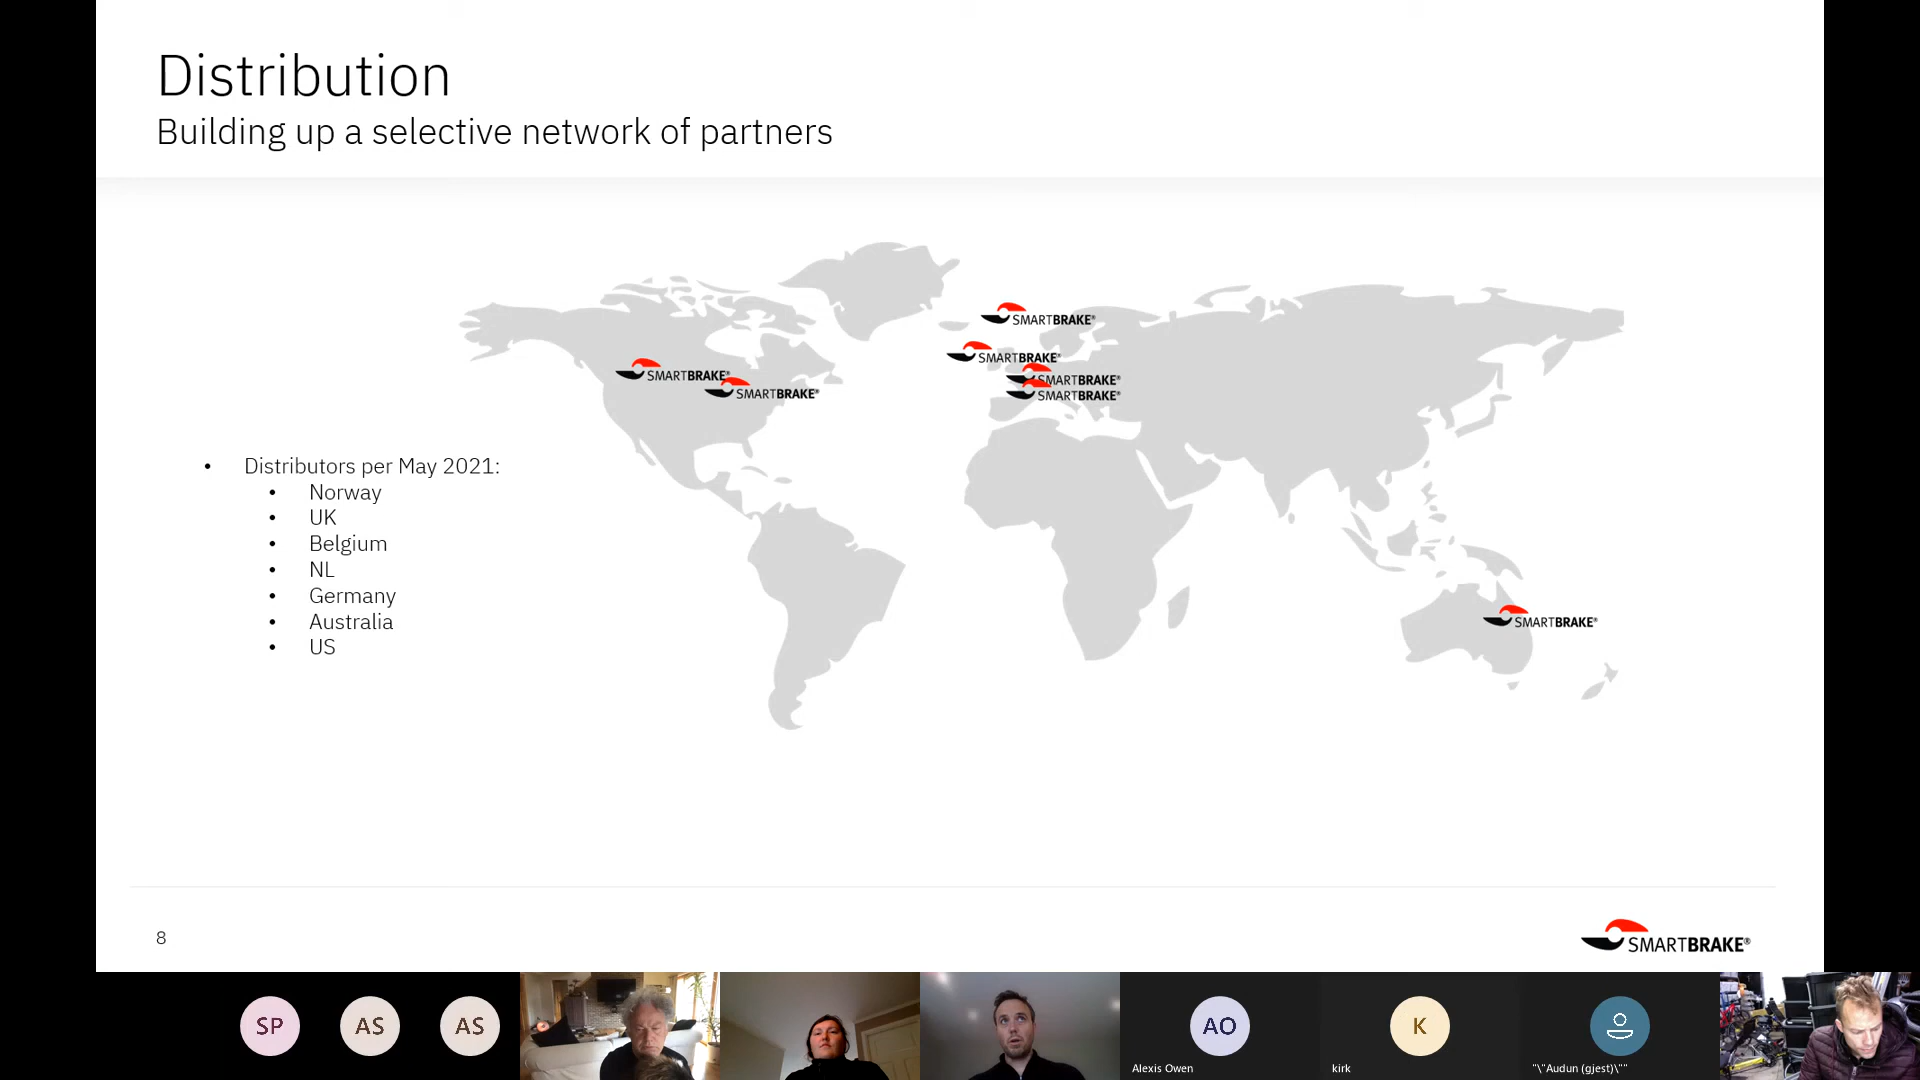 Distribution
Building up a selective network of partners
SMARTBRAKE®
SMARTBRAKE®
SMARTBRAKE®
SMARTBRAKE®
SMARTBRAKE®
SMARTBRAKE®
• Distributors per May 2021:
• Norway
• UK
• Belgium
• NL
• Germany
• Australia
• US
SMARTBRAKE®
8
SMARTBRAKE®
SP
AS
AS
AO
K
Alexis Owen
kirk
"\"Audun (gjest)\""